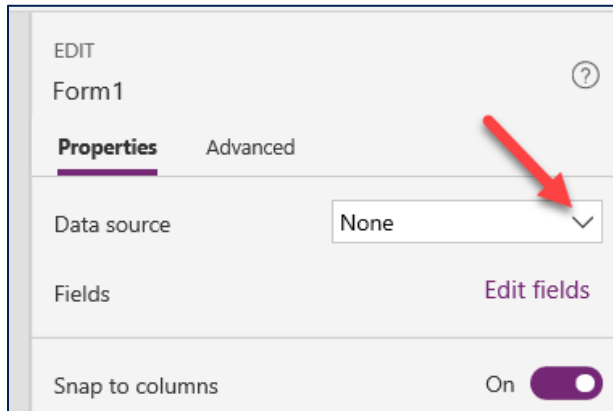 EDIT
Form1
?
Properties Advanced
Data source None
Fields Edit fields
Snap to columns On